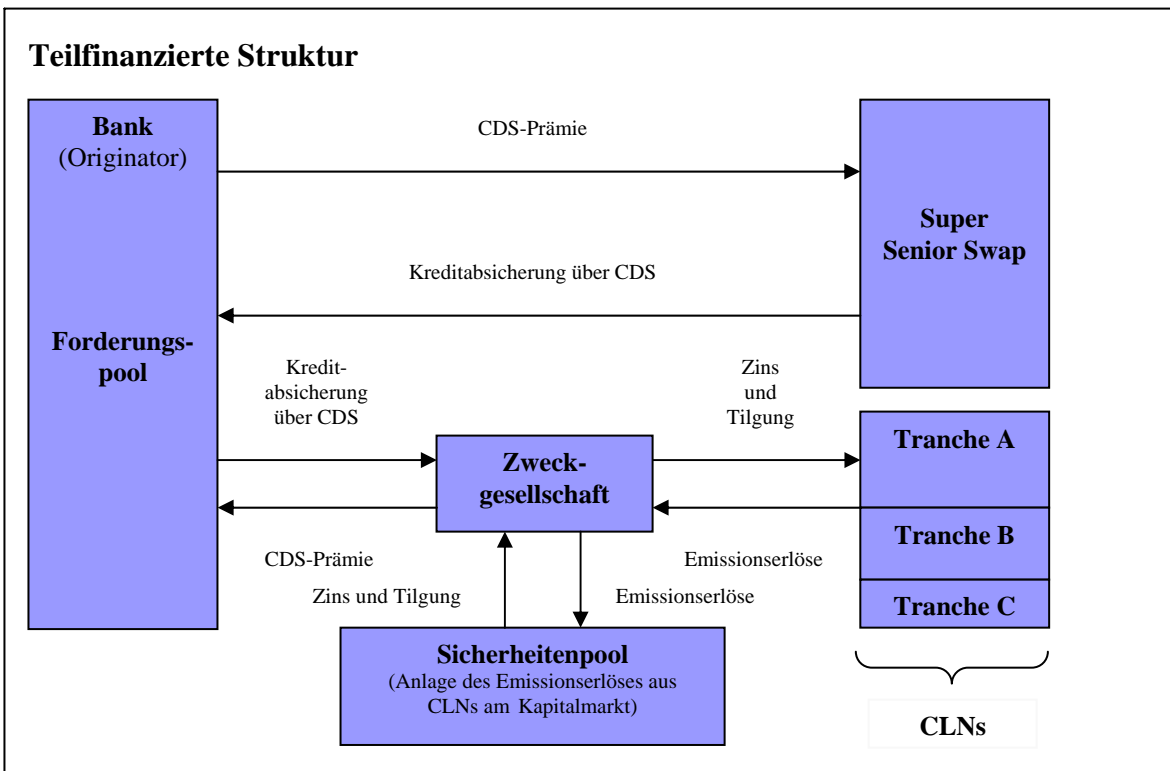 Teilfinanzierte Struktur
Bank
(Originator)
CDS-Prämie
Super
Senior Swap
Kreditabsicherung über CDS
Forderungs-
pool
Kredit-
absicherung
über CDS
Zins
und
Tilgung
Zweck-
gesellschaft
Tranche A
Tranche B
Tranche C
CDS-Prämie
Emissionserlöse
Zins und Tilgung
Emissionserlöse
Sicherheitenpool
(Anlage des Emissionserlöses aus
CLNs am Kapitalmarkt)
CLNs